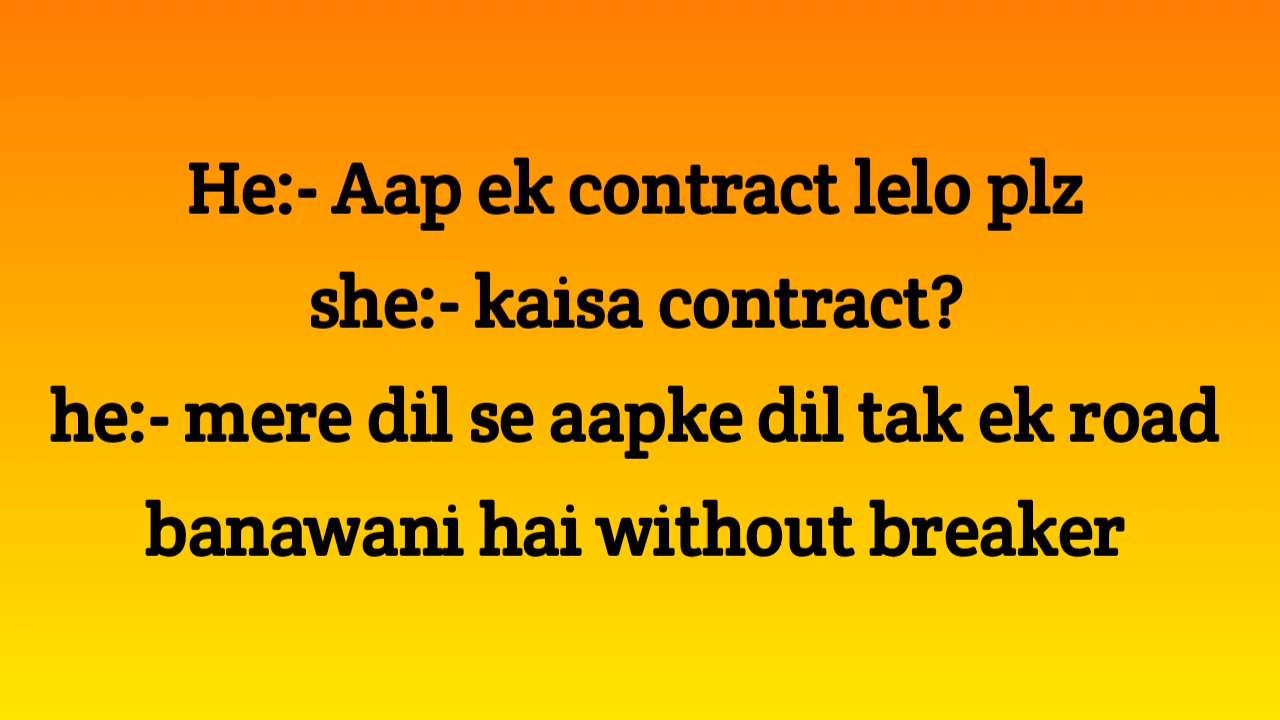 He:- Aap ek contract lelo plz
she:- kaisa contract?
he:- mere dil se aapke dil tak ek road
banawani hai without breaker